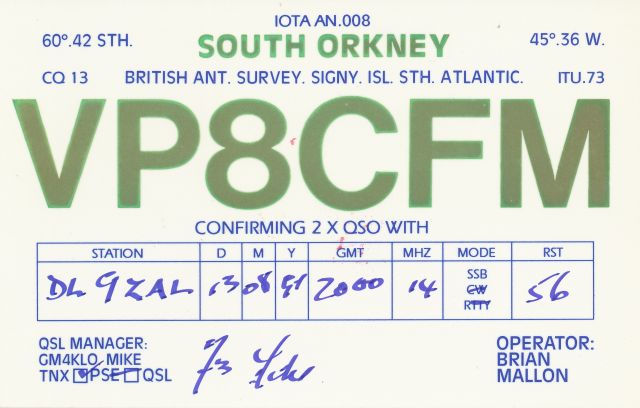 IOTA AN.008
60°.42 STH. SOUTH ORKNEY 45°.36 W.
CQ 13 BRITISH ANT. SURVEY. SIGNY. ISL. STH. ATLANTIC. ITU.73
VP8CFM
CONFIRMING 2 X QSO WITH
STATION D M Y GMT MHZ MODE RST
SSB
DL9ZAL 13 08 91 2000 14 CW 56
RTTY
QSL MANAGER: OPERATOR:
GM4KLO MIKE 73 BRIAN
TNX PSE QSL MALLON